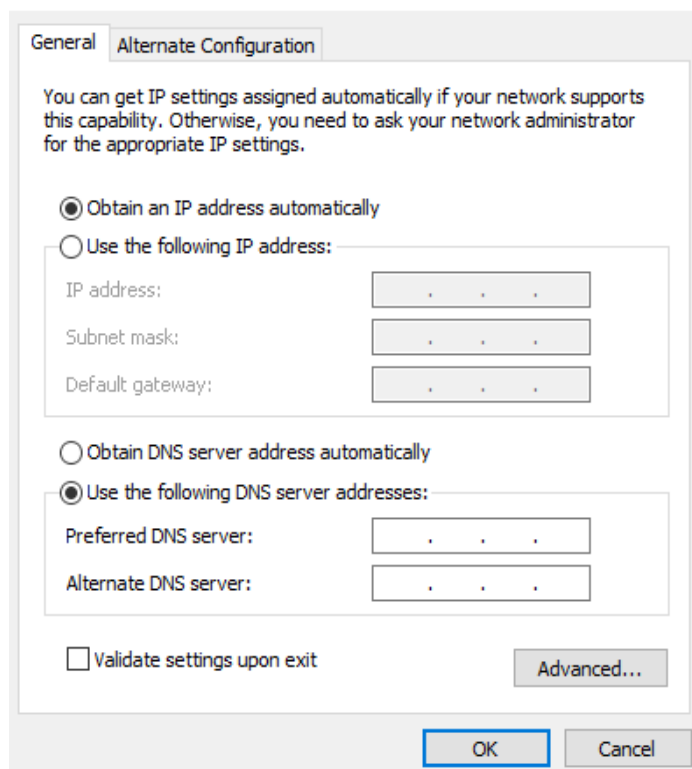 General
Alternate Configuration
You can get IP settings assigned automatically if your network supports
this capability. Otherwise, you need to ask your network administrator
for the appropriate IP settings.
Obtain an IP address automatically
Use the following IP address:
IP address:
. . .
Subnet mask:
. . .
Default gateway:
. . .
Obtain DNS server address automatically
Use the following DNS server addresses:
Preferred DNS server:
. . .
Alternate DNS server:
. . .
Validate settings upon exit
Advanced...
OK
Cancel